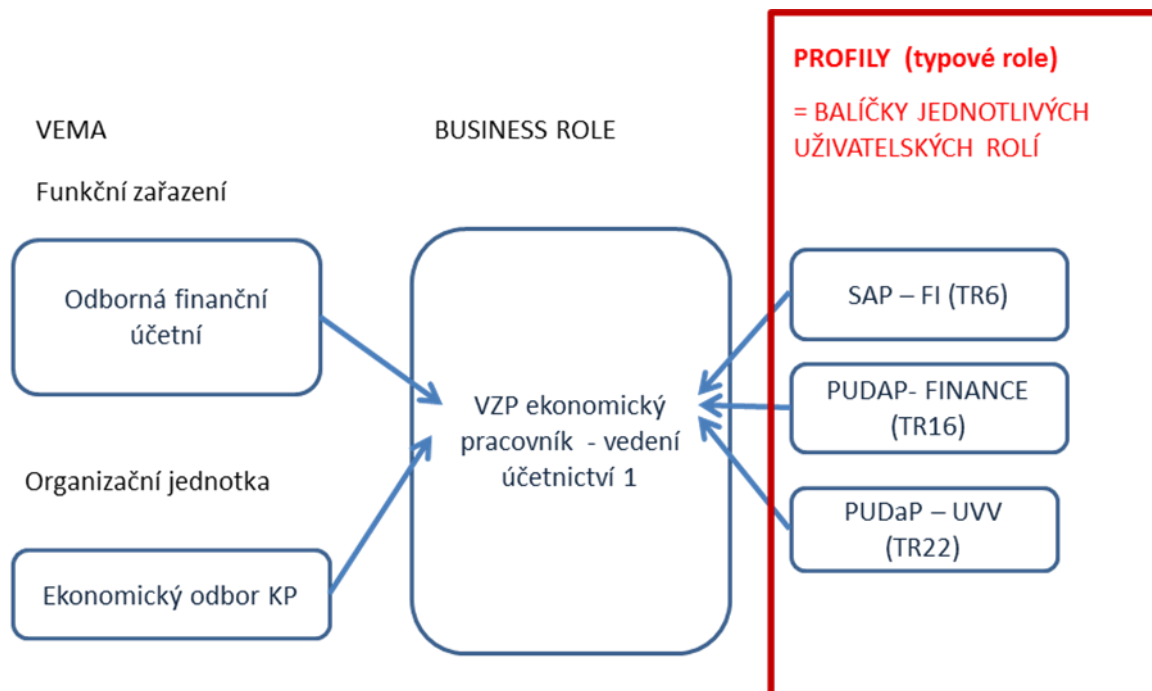 VEMA
Funkční zařazení
Odborná finanční
účetní
Organizační jednotka
Ekonomický odbor KP
BUSINESS ROLE
VZP ekonomický
pracovník - vedení
účetnictví 1
PROFILY (typové role)
= BALÍČKY JEDNOTLIVÝCH
UŽIVATELSKÝCH ROLÍ
SAP – FI (TR6)
PUDAP- FINANCE
(TR16)
PUDaP – UVV
(TR22)